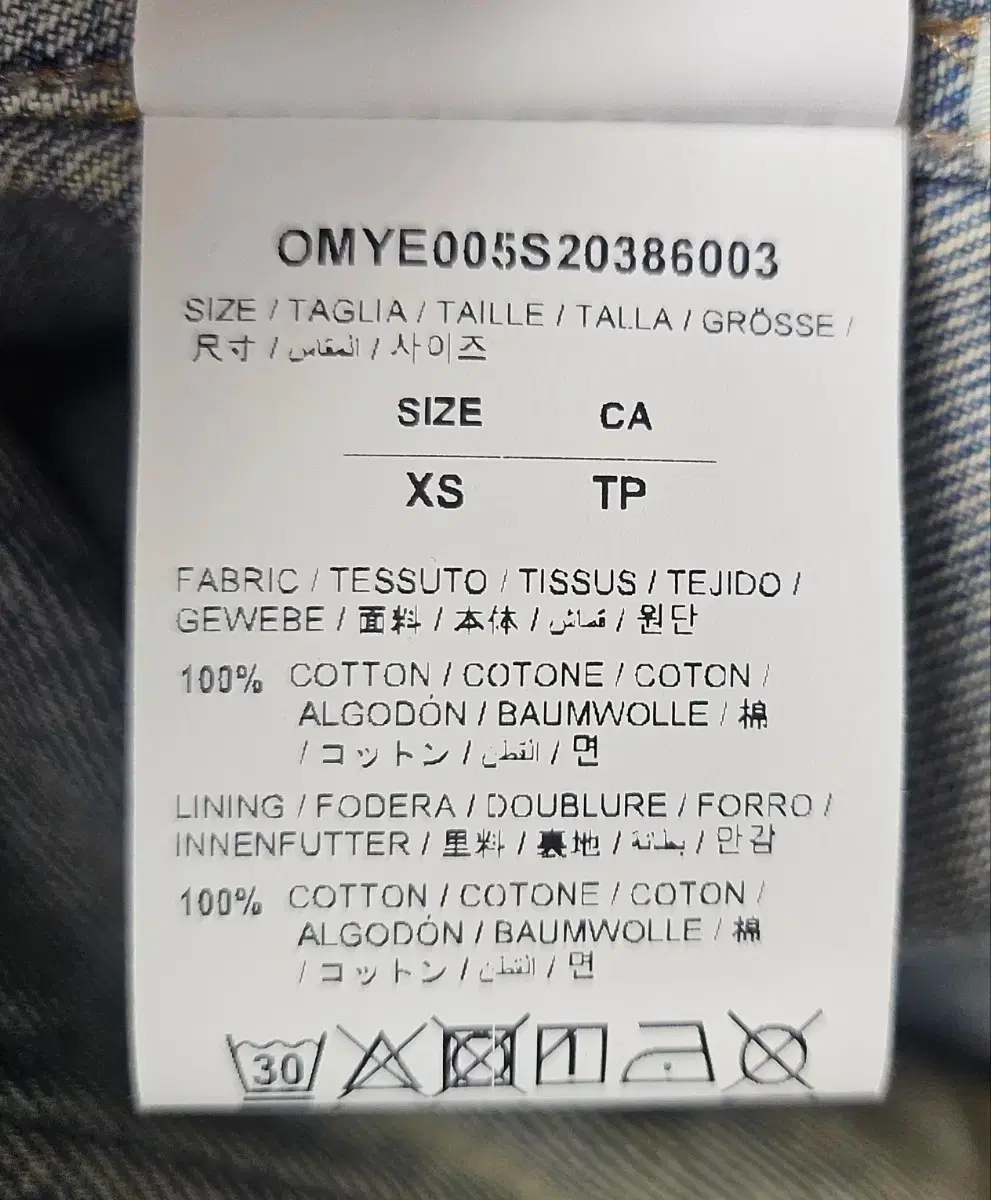 OMYE005S20386003
SIZE / TAGLIA / TAILLE / TALLA / GRÖSSE /
尺寸 / المقاس / 사이즈
SIZE CA
XS TP
FABRIC / TESSUTO / TISSUS / TEJIDO /
GEWEBE / 面料 / 本体 / قماش / 원단
100% COTTON / COTONE / COTON /
ALGODÓN / BAUMWOLLE / 棉
/ コットン / القطن / 면
LINING / FODERA / DOUBLURE / FORRO /
INNENFUTTER / 里料 / 裏地 / بطانة / 안감
100% COTTON / COTONE / COTON /
ALGODÓN / BAUMWOLLE / 棉
/ コットン / القطن / 면
30